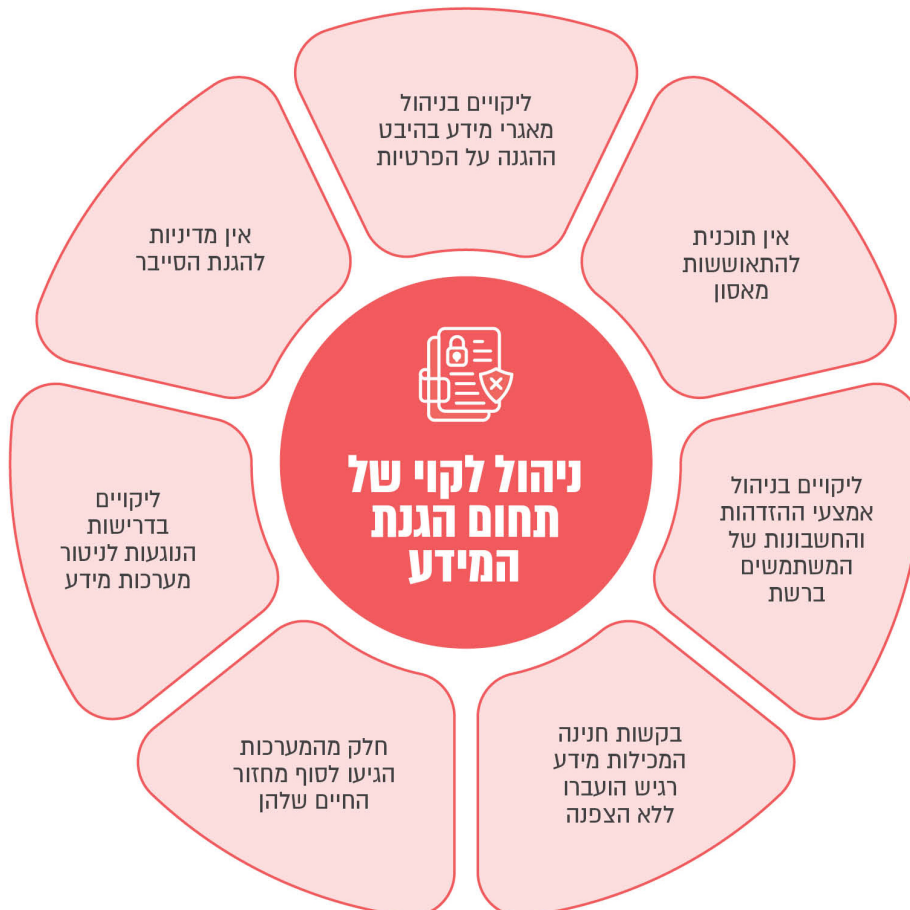 ליקויים בניהול
מאגרי מידע בהיבט
ההגנה על הפרטיות
אין תוכנית
להתאוששות
מאסון
ליקויים בניהול
אמצעי ההזדהות
והחשבונות של
המשתמשים
ברשת
בקשות חנינה
המכילות מידע
רגיש הועברו
ללא הצפנה
חלק מהמערכות
הגיעו לסוף מחזור
החיים שלהן
ליקויים
בדרישות
הנוגעות לניטור
מערכות מידע
אין מדיניות
להגנת הסייבר
ניהול לקוי של
תחום הגנת
המידע